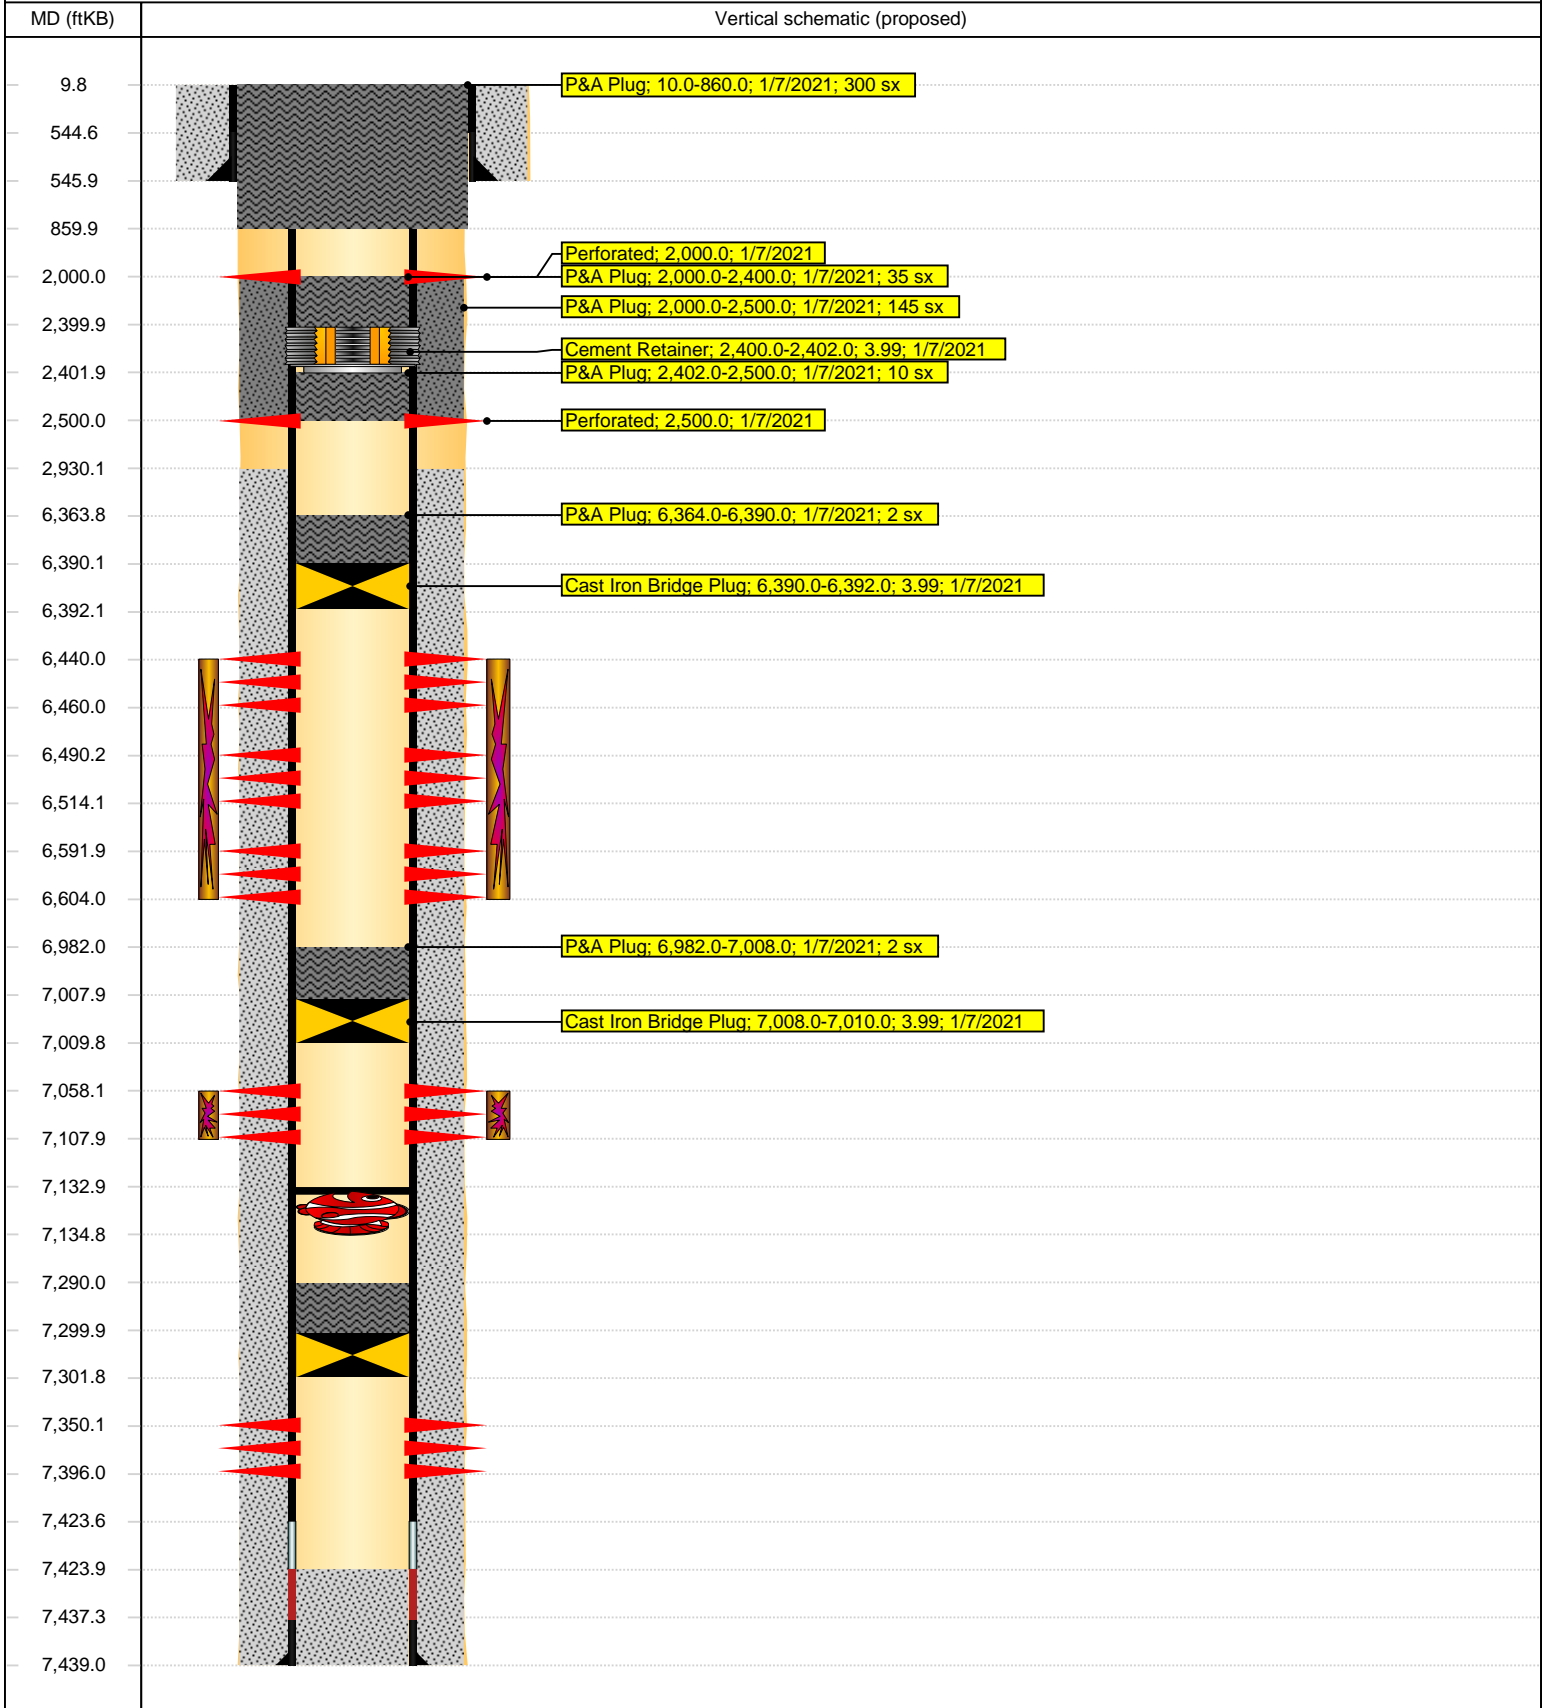 MD (ftKB)
Vertical schematic (proposed)
9.8
P&A Plug; 10.0-860.0; 1/7/2021; 300 sx
544.6
545.9
859.9
Perforated; 2,000.0; 1/7/2021
2,000.0
P&A Plug; 2,000.0-2,400.0; 1/7/2021; 35 sx
P&A Plug; 2,000.0-2,500.0; 1/7/2021; 145 sx
2,399.9
Cement Retainer; 2,400.0-2,402.0; 3.99; 1/7/2021
2,401.9
P&A Plug; 2,402.0-2,500.0; 1/7/2021; 10 sx
2,500.0
Perforated; 2,500.0; 1/7/2021
2,930.1
6,363.8
P&A Plug; 6,364.0-6,390.0; 1/7/2021; 2 sx
6,390.1
Cast Iron Bridge Plug; 6,390.0-6,392.0; 3.99; 1/7/2021
6,392.1
6,440.0
6,460.0
6,490.2
6,514.1
6,591.9
6,604.0
6,982.0
P&A Plug; 6,982.0-7,008.0; 1/7/2021; 2 sx
7,007.9
Cast Iron Bridge Plug; 7,008.0-7,010.0; 3.99; 1/7/2021
7,009.8
7,058.1
7,107.9
7,132.9
7,134.8
7,290.0
7,299.9
7,301.8
7,350.1
7,396.0
7,423.6
7,423.9
7,437.3
7,439.0